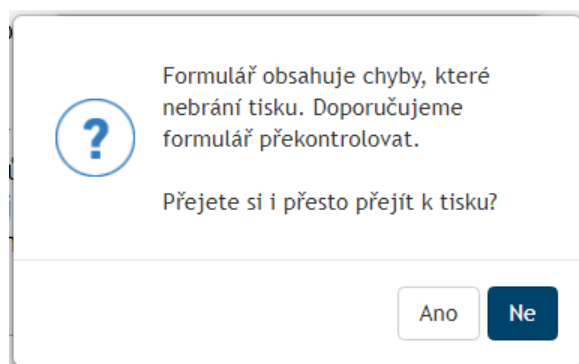 Formulář obsahuje chyby, které
nebrání tisku. Doporučujeme
formulář překontrolovat.
Přejete si i přesto přejít k tisku?
Ano
Ne